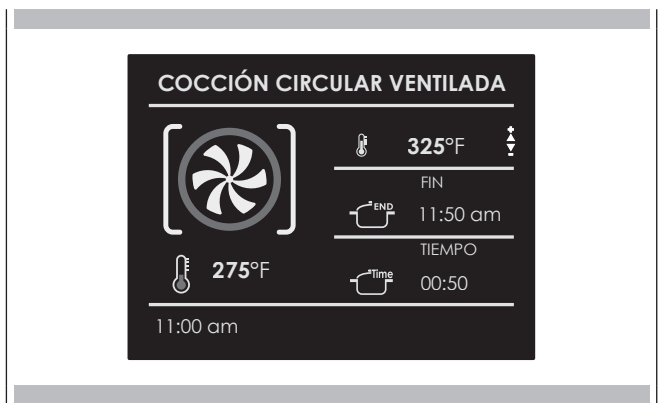 COCCIÓN CIRCULAR VENTILADA
325°F
FIN
END
11:50 am
TIEMPO
Time
00:50
275°F
11:00 am